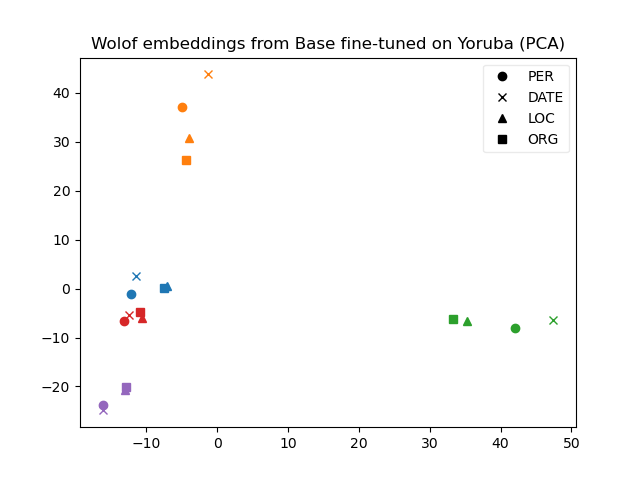 Wolof embeddings from Base fine-tuned on Yoruba (PCA)
PER
DATE
LOC
ORG
40
30
20
10
0
−10
−20
−10 0 10 20 30 40 50